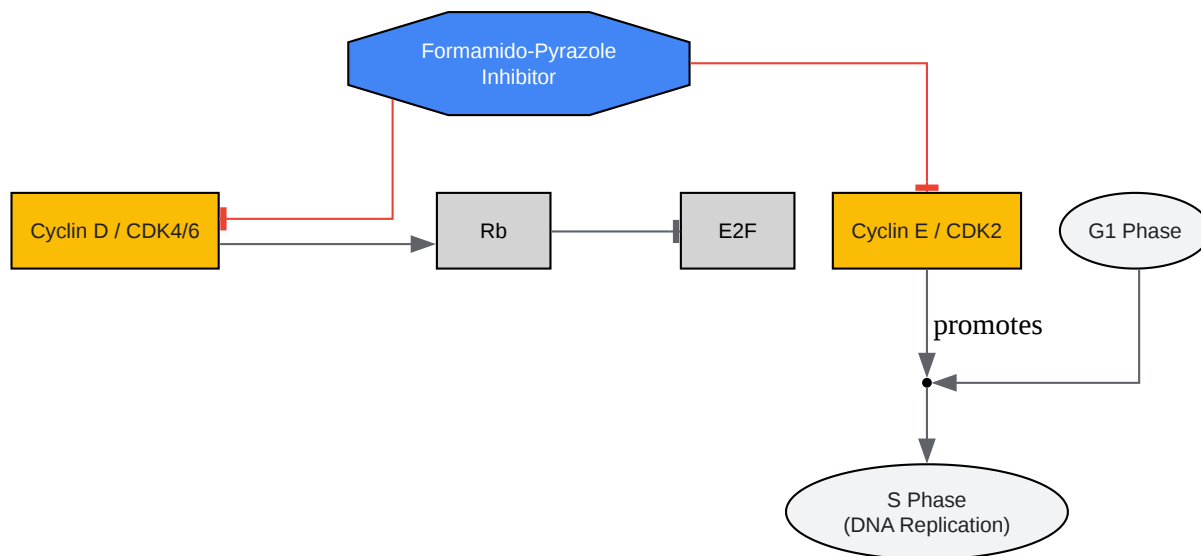 Formamido-Pyrazole
Inhibitor
Cyclin D / CDK4/6
Rb
E2F
Cyclin E / CDK2
G1 Phase
promotes
S Phase
(DNA Replication)